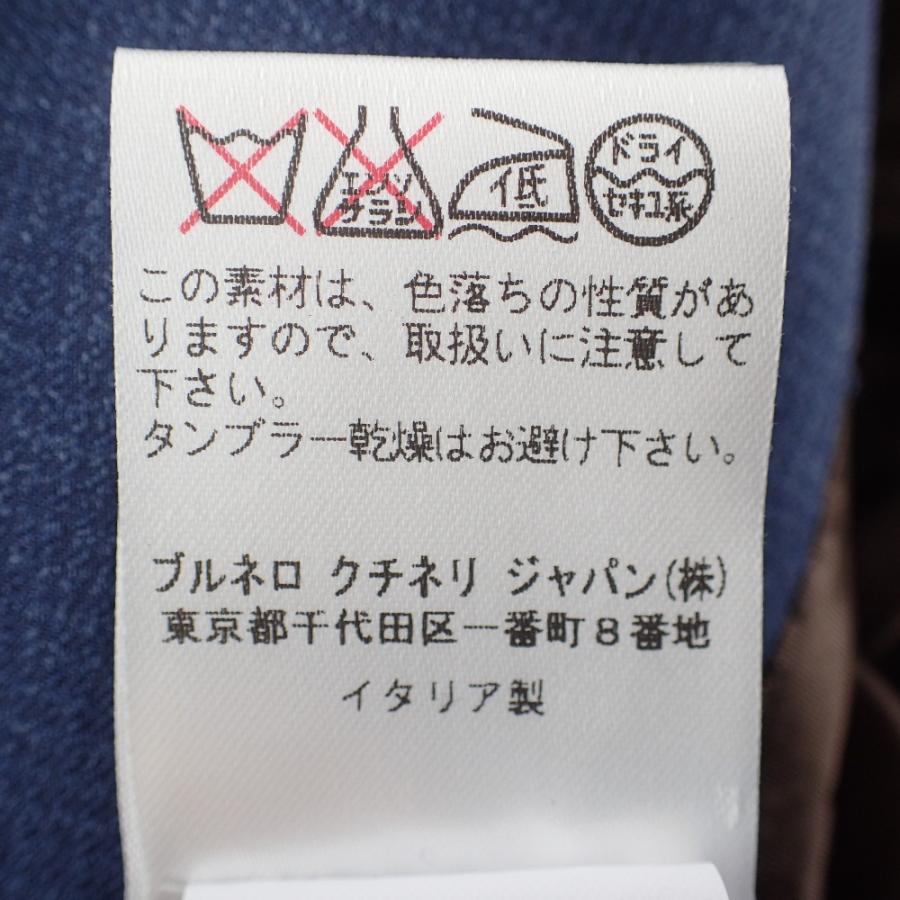 エンソ
サラシ
低
ドライ
セキユ系
この素材は、色落ちの性質があ
りますので、取扱いに注意して
下さい。
タンブラー乾燥はお避け下さい。
ブルネロ クチネリ ジャパン(株)
東京都千代田区一番町8番地
イタリア製